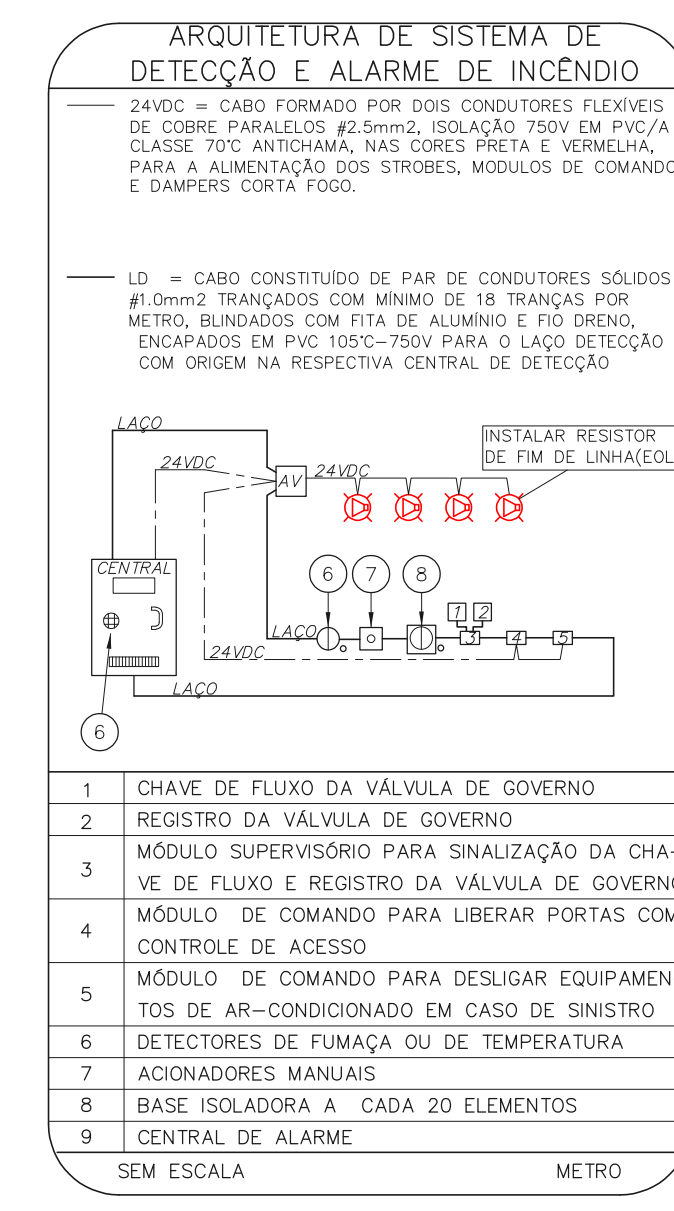 ARQUITETURA DE SISTEMA DE
DETECÇÃO E ALARME DE INCÊNDIO
24VDC = CABO FORMADO POR DOIS CONDUTORES FLEXÍVEIS
DE COBRE PARALELOS #2.5mm2, ISOLAÇÃO 750V EM PVC/A
CLASSE 70°C ANTICHAMA, NAS CORES PRETA E VERMELHA,
PARA A ALIMENTAÇÃO DOS STROBES, MODULOS DE COMANDO
E DAMPERS CORTA FOGO.
LD = CABO CONSTITUÍDO DE PAR DE CONDUTORES SÓLIDOS
#1.0mm2 TRANÇADOS COM MÍNIMO DE 18 TRANÇAS POR
METRO, BLINDADOS COM FITA DE ALUMÍNIO E FIO DRENO,
ENCAPADOS EM PVC 105°C-750V PARA O LAÇO DETECÇÃO
COM ORIGEM NA RESPECTIVA CENTRAL DE DETECÇÃO
LAÇO
INSTALAR RESISTOR
DE FIM DE LINHA(EOL
24VDC
24VDC
AV
CENTRAL
6 7 8
1 2
LAÇO
3 4 5
24VDC
LAÇO
6
1 CHAVE DE FLUXO DA VÁLVULA DE GOVERNO
2 REGISTRO DA VÁLVULA DE GOVERNO
3 MÓDULO SUPERVISÓRIO PARA SINALIZAÇÃO DA CHA-
VE DE FLUXO E REGISTRO DA VÁLVULA DE GOVERNO
4 MÓDULO DE COMANDO PARA LIBERAR PORTAS COM
CONTROLE DE ACESSO
5 MÓDULO DE COMANDO PARA DESLIGAR EQUIPAMEN
TOS DE AR-CONDICIONADO EM CASO DE SINISTRO
6 DETECTORES DE FUMAÇA OU DE TEMPERATURA
7 ACIONADORES MANUAIS
8 BASE ISOLADORA A CADA 20 ELEMENTOS
9 CENTRAL DE ALARME
SEM ESCALA METRO